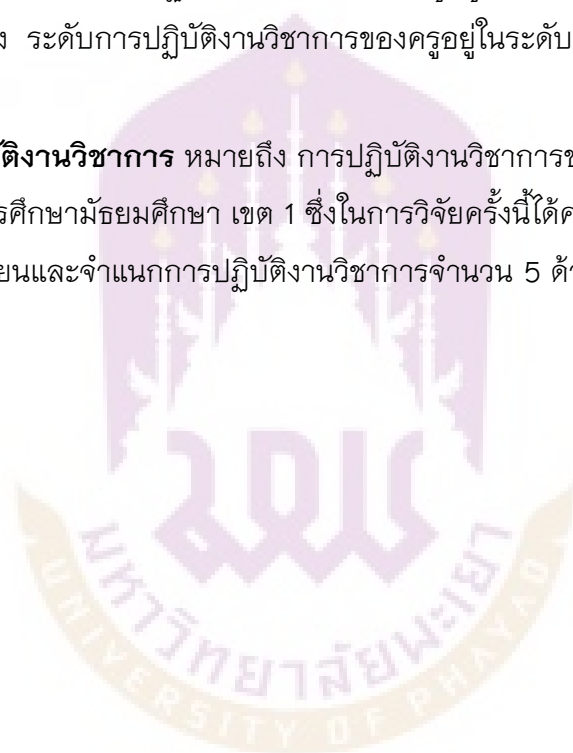 ระดับการปฏิบัติงานวิชาการของครูอยู่ในระดับ
ัติงานวิชาการ หมายถึง การปฏิบัติงานวิชาการข
รศึกษามัธยมศึกษา เขต 1 ซึ่งในการวิจัยครั้งนี้ได้ศ
ยนและจำแนกการปฏิบัติงานวิชาการจำนวน 5 ด้า
มหาวิทยาลัยพะเยา
UNIVERSITY OF PHAYAO